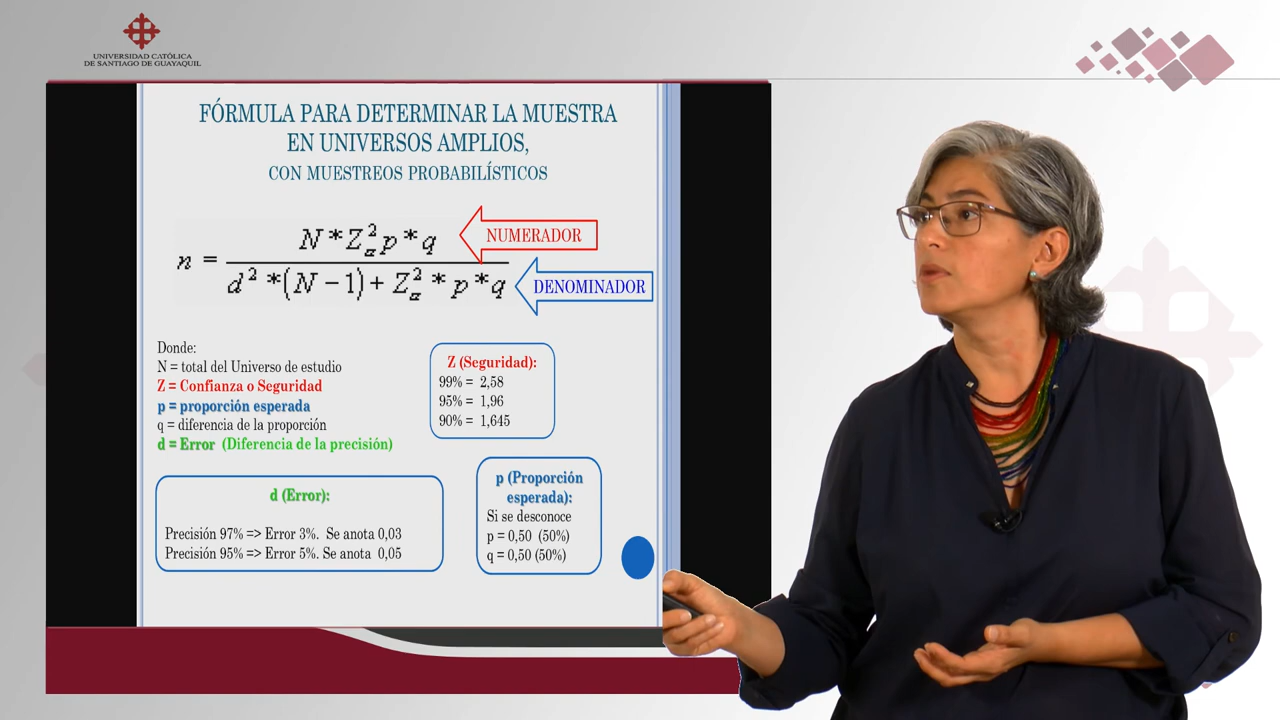 UNIVERSIDAD CATÓLICA
DE SANTIAGO DE GUAYAQUIL
FÓRMULA PARA DETERMINAR LA MUESTRA
EN UNIVERSOS AMPLIOS,
CON MUESTREOS PROBABILÍSTICOS
n = N * Z²ₐ p * q / d² * (N − 1) + Z²ₐ * p * q
NUMERADOR
DENOMINADOR
Donde:
N = total del Universo de estudio
Z = Confianza o Seguridad
p = proporción esperada
q = diferencia de la proporción
d = Error (Diferencia de la precisión)
Z (Seguridad):
99% = 2,58
95% = 1,96
90% = 1,645
d (Error):
Precisión 97% => Error 3%. Se anota 0,03
Precisión 95% => Error 5%. Se anota 0,05
p (Proporción
esperada):
Si se desconoce
p = 0,50 (50%)
q = 0,50 (50%)